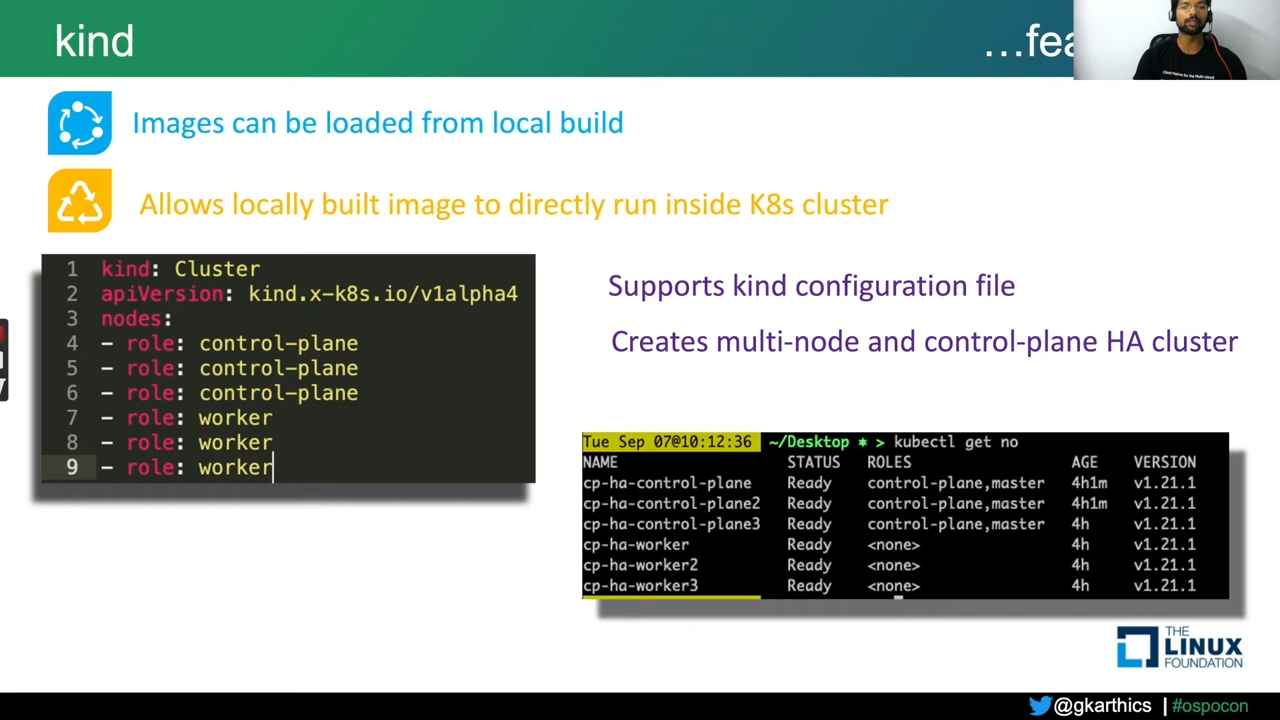 kind
…fea
Cloud Native for the Multi-cloud
Images can be loaded from local build
Allows locally built image to directly run inside K8s cluster
1 kind: Cluster
2 apiVersion: kind.x-k8s.io/v1alpha4
3 nodes:
4 - role: control-plane
5 - role: control-plane
6 - role: control-plane
7 - role: worker
8 - role: worker
9 - role: worker
Supports kind configuration file
Creates multi-node and control-plane HA cluster
Tue Sep 07@10:12:36 ~/Desktop * > kubectl get no
NAME STATUS ROLES AGE VERSION
cp-ha-control-plane Ready control-plane,master 4h1m v1.21.1
cp-ha-control-plane2 Ready control-plane,master 4h1m v1.21.1
cp-ha-control-plane3 Ready control-plane,master 4h v1.21.1
cp-ha-worker Ready <none> 4h v1.21.1
cp-ha-worker2 Ready <none> 4h v1.21.1
cp-ha-worker3 Ready <none> 4h v1.21.1
THE
LINUX
FOUNDATION
@gkarthics | #ospocon